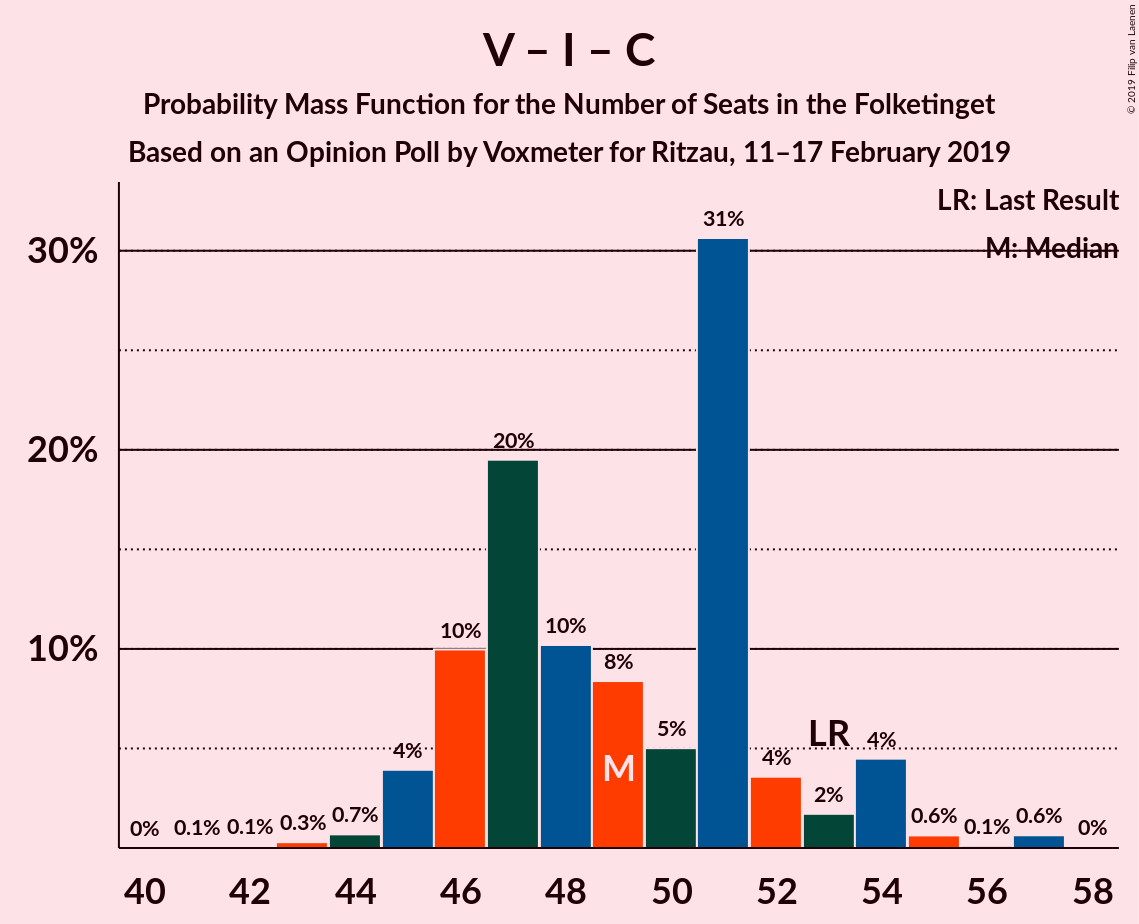 V – I – C
Probability Mass Function for the Number of Seats in the Folketinget
Based on an Opinion Poll by Voxmeter for Ritzau, 11–17 February 2019
© 2019 Filip van Laenen
LR: Last Result
M: Median
30%
20%
10%
0%
0.1%
0.1%
0.3%
0.7%
4%
10%
20%
10%
8%
M
5%
31%
4%
LR
2%
4%
0.6%
0.1%
0.6%
0%
40 42 44 46 48 50 52 54 56 58